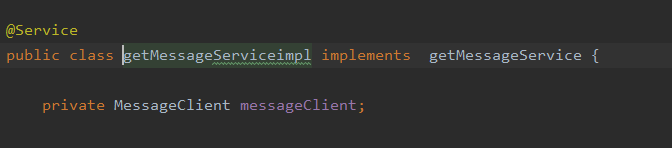 @Service
public class getMessageServiceimpl implements  getMessageService {
private MessageClient messageClient;